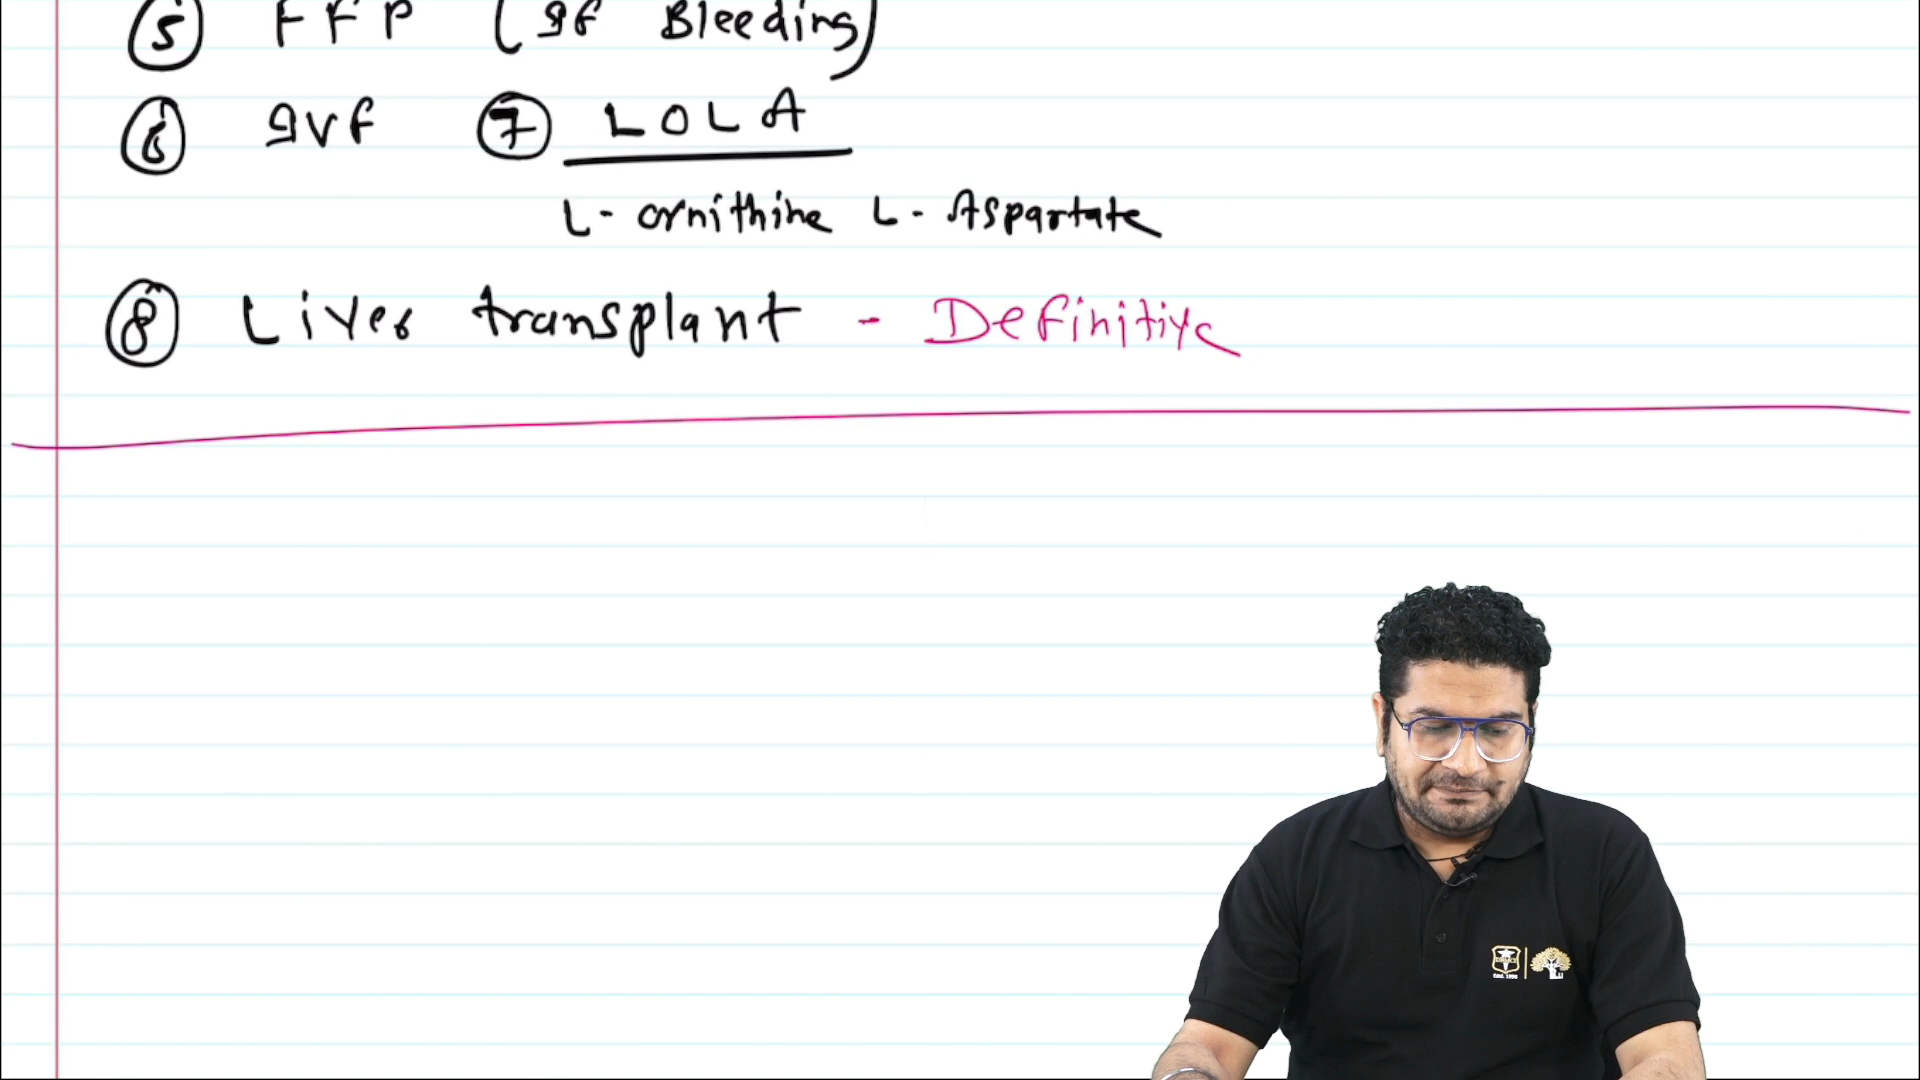 5 FFP (If Bleeding)
6 IVF 7 LOLA
L- ornithine L- Aspartate
8 Liver transplant - Definitive